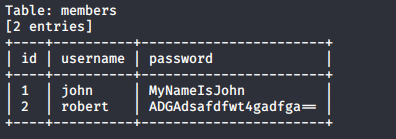 Table: members
[2 entries]
+----+----------+-----------------------+
| id | username | password              |
+----+----------+-----------------------+
| 1  | john     | MyNameIsJohn          |
| 2  | robert   | ADGAdsafdfwt4gadfga== |
+----+----------+-----------------------+